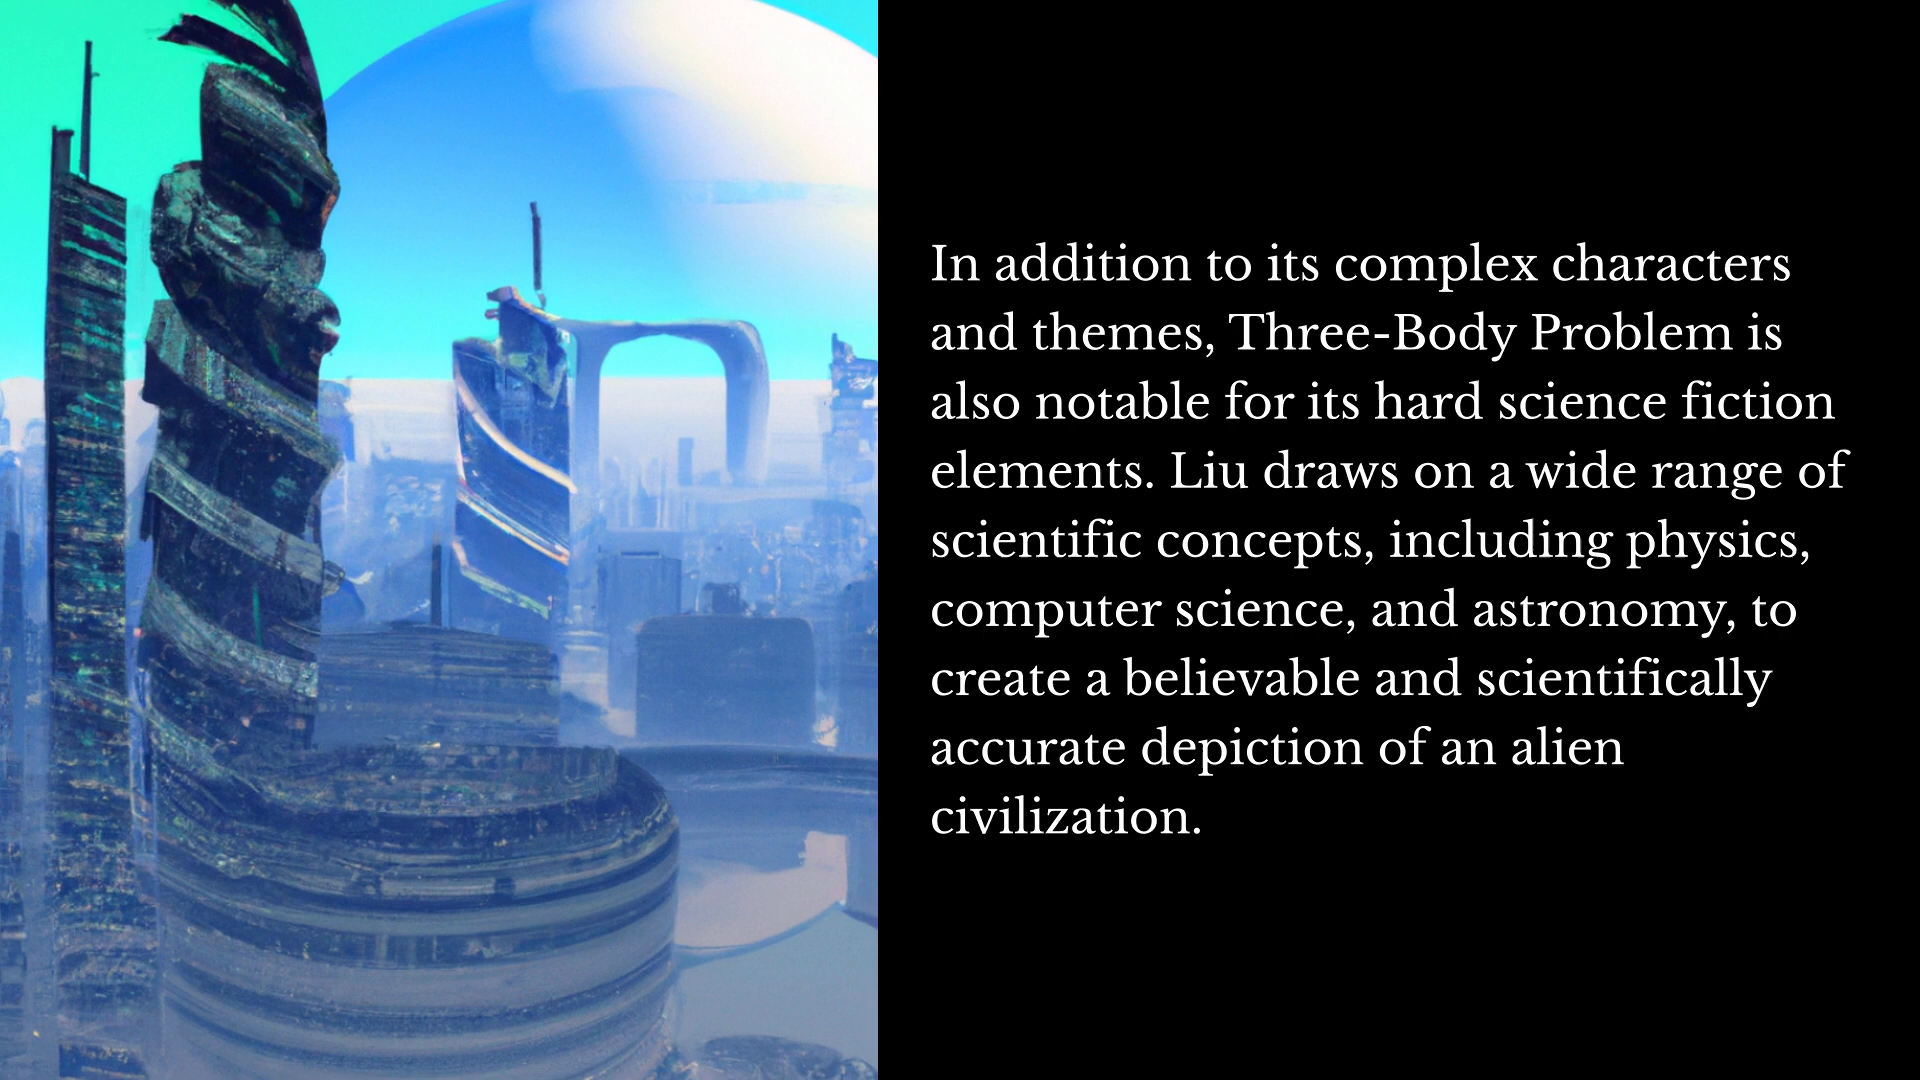 In addition to its complex characters
and themes, Three-Body Problem is
also notable for its hard science fiction
elements. Liu draws on a wide range of
scientific concepts, including physics,
computer science, and astronomy, to
create a believable and scientifically
accurate depiction of an alien
civilization.